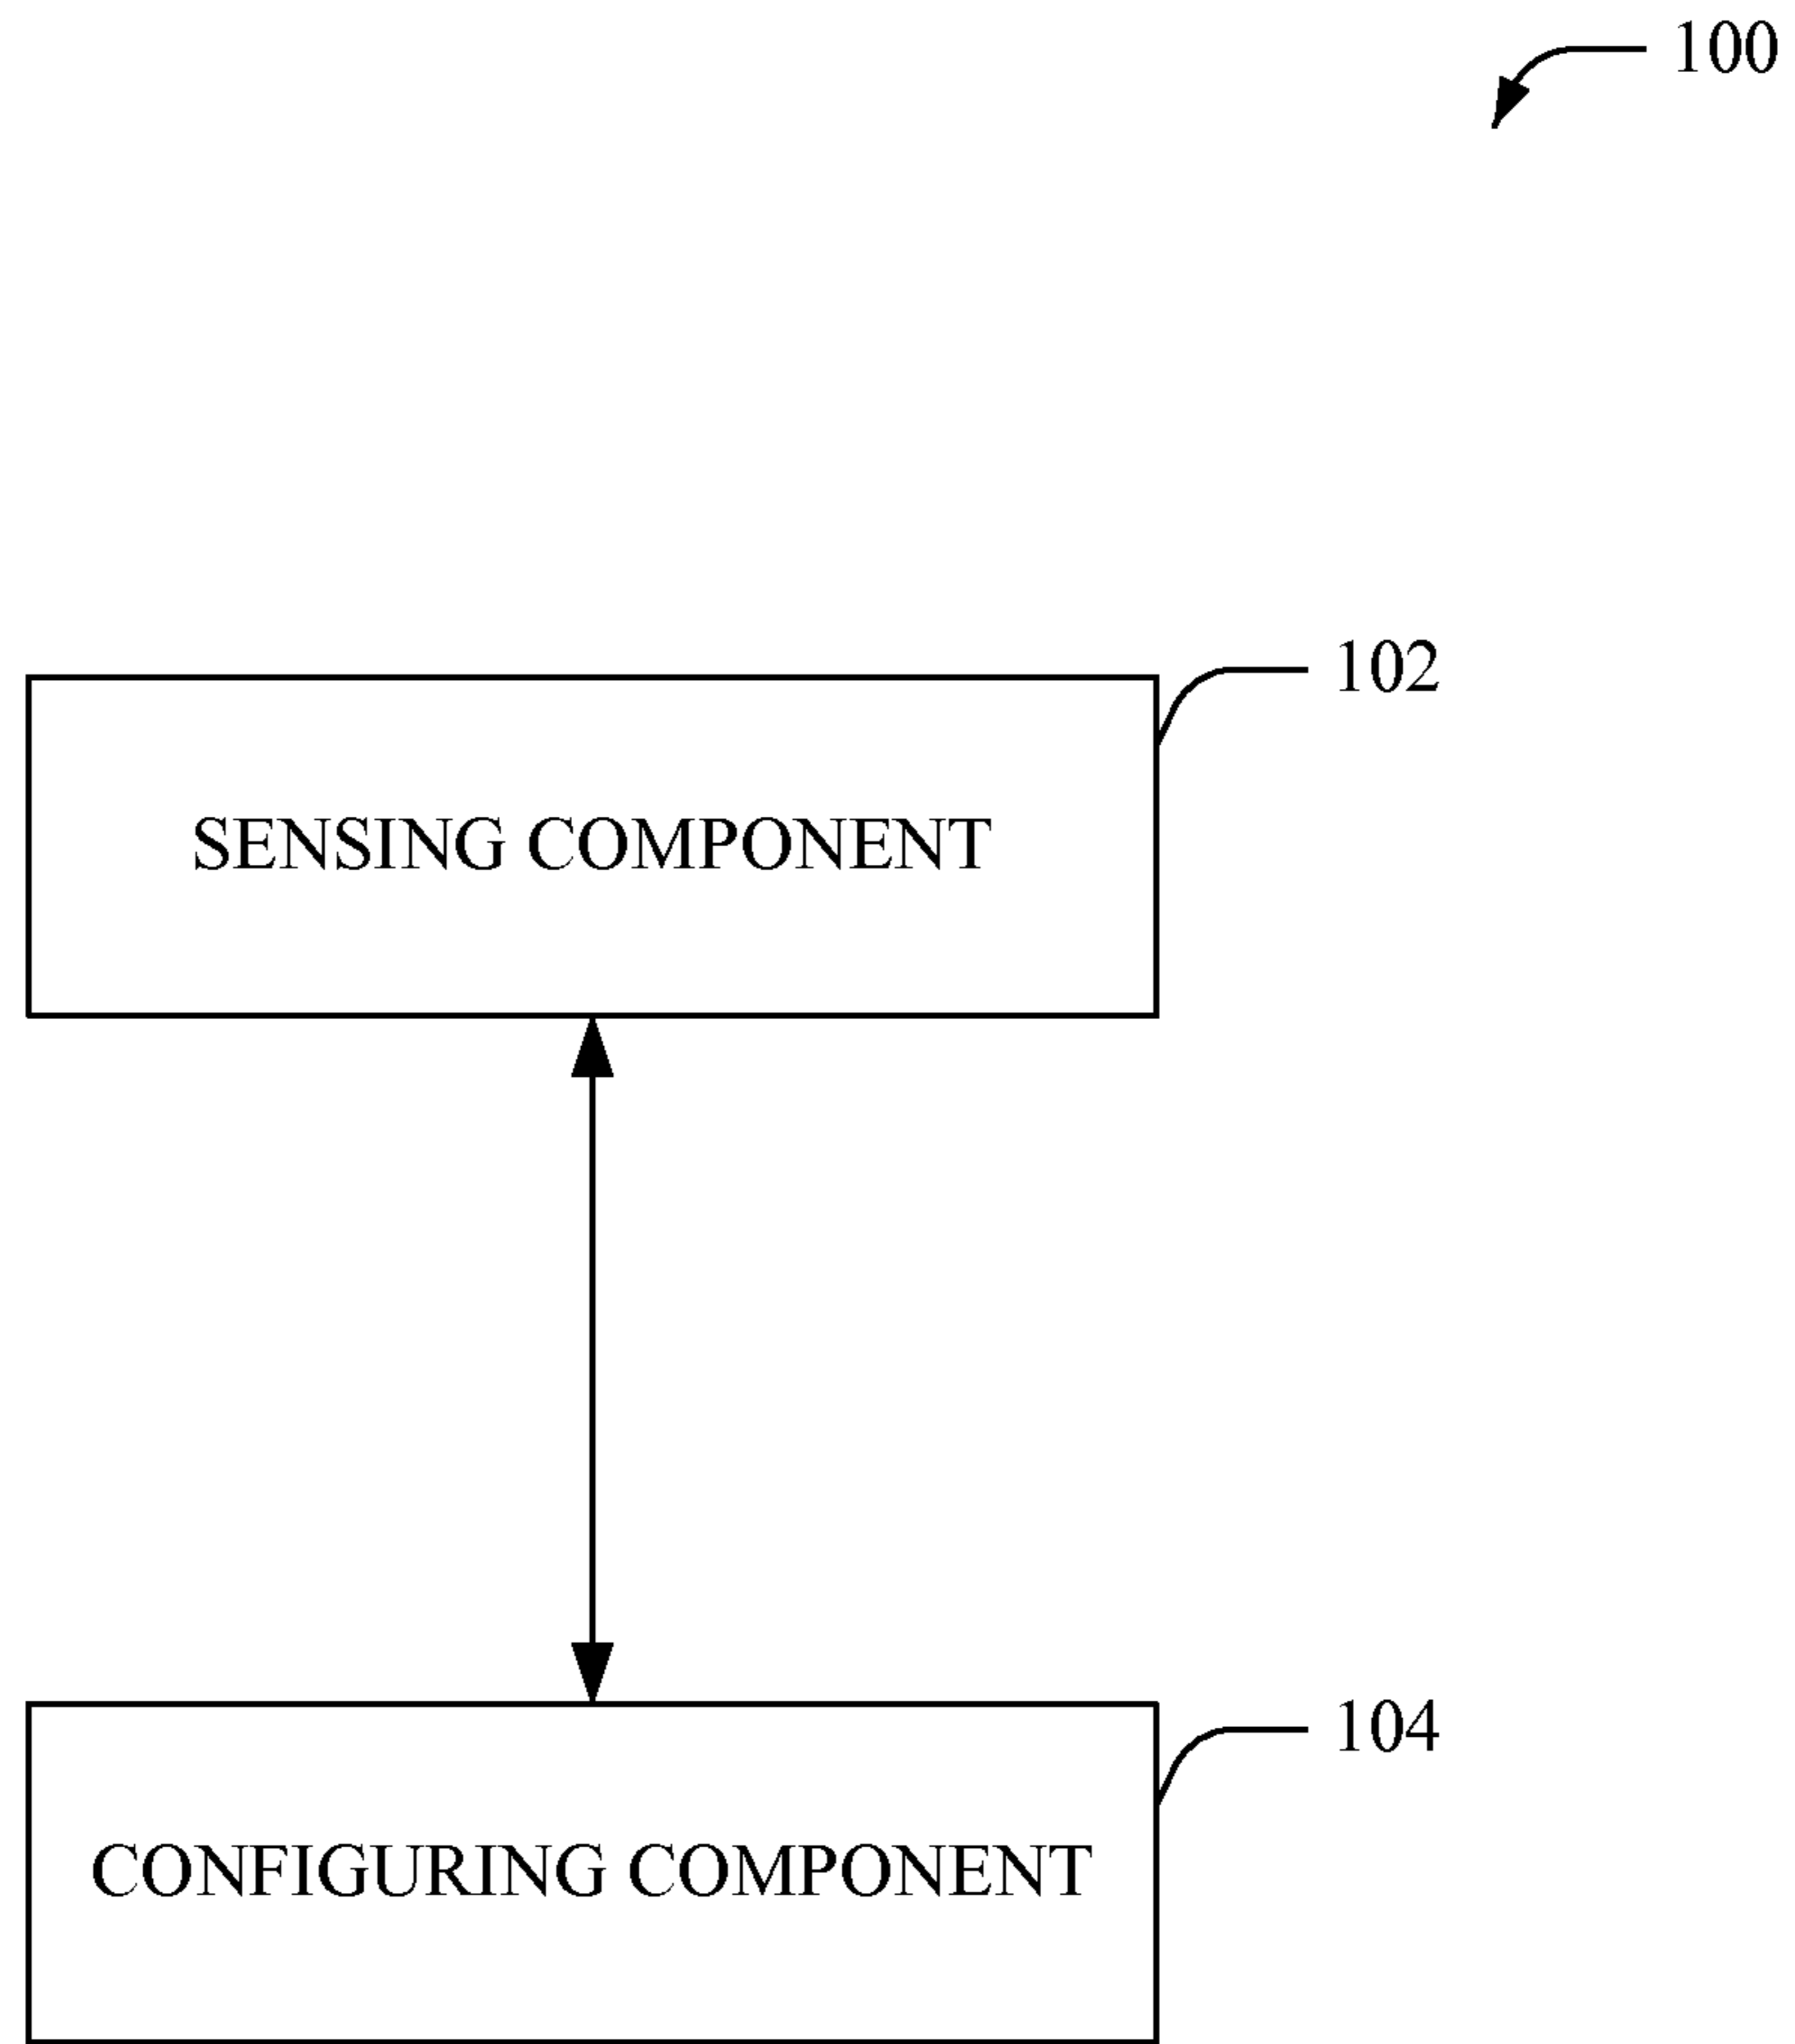 100
102
SENSING COMPONENT
104
CONFIGURING COMPONENT